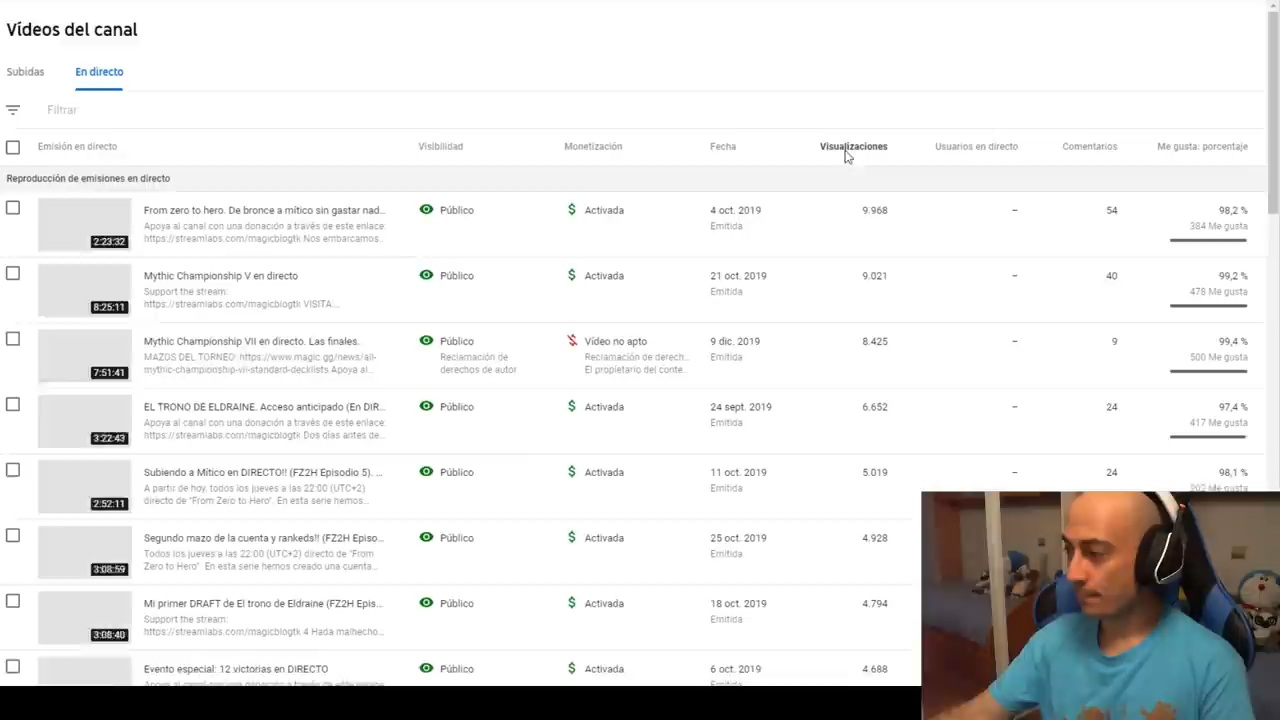 Vídeos del canal
Subidas En directo
Filtrar
Emisión en directo Visibilidad Monetización Fecha Visualizaciones Usuarios en directo Comentarios Me gusta: porcentaje
Reproducción de emisiones en directo
From zero to hero. De bronce a mítico sin gastar nad... Público Activada 4 oct. 2019 9.968 – 54 98,2 %
Apoya al canal con una donación a través de este enlace: Emitida 384 Me gusta
https://streamlabs.com/magicblogtk Nos embarcamos...
2:23:32
Mythic Championship V en directo Público Activada 21 oct. 2019 9.021 – 40 99,2 %
Support the stream: Emitida 478 Me gusta
https://streamlabs.com/magicblogtk VISITA:...
8:25:11
Mythic Championship VII en directo. Las finales. Público Vídeo no apto 9 dic. 2019 8.425 – 9 99,4 %
MAZOS DEL TORNEO: https://www.magic.gg/news/all- Reclamación de Reclamación de derech... Emitida 500 Me gusta
mythic-championship-vii-standard-decklists Apoya al... derechos de autor El propietario del conte...
7:51:41
EL TRONO DE ELDRAINE. Acceso anticipado (En DIR... Público Activada 24 sept. 2019 6.652 – 24 97,4 %
Apoya al canal con una donación a través de este enlace: Emitida 417 Me gusta
https://streamlabs.com/magicblogtk Dos días antes de...
3:22:43
Subiendo a Mítico en DIRECTO!! (FZ2H Episodio 5). ... Público Activada 11 oct. 2019 5.019 – 24 98,1 %
A partir de hoy, todos los jueves a las 22:00 (UTC+2) Emitida Me gusta
directo de "From Zero to Hero". En esta serie hemos...
2:52:11
Segundo mazo de la cuenta y rankeds!! (FZ2H Episo... Público Activada 25 oct. 2019 4.928
Todos los jueves a las 22:00 (UTC+2) directo de "From Emitida
Zero to Hero". En esta serie hemos creado una cuenta...
3:08:59
Mi primer DRAFT de El trono de Eldraine (FZ2H Epis... Público Activada 18 oct. 2019 4.794
Support the stream: Emitida
https://streamlabs.com/magicblogtk 4 Hada malhecho...
3:08:40
Evento especial: 12 victorias en DIRECTO Público Activada 6 oct. 2019 4.688